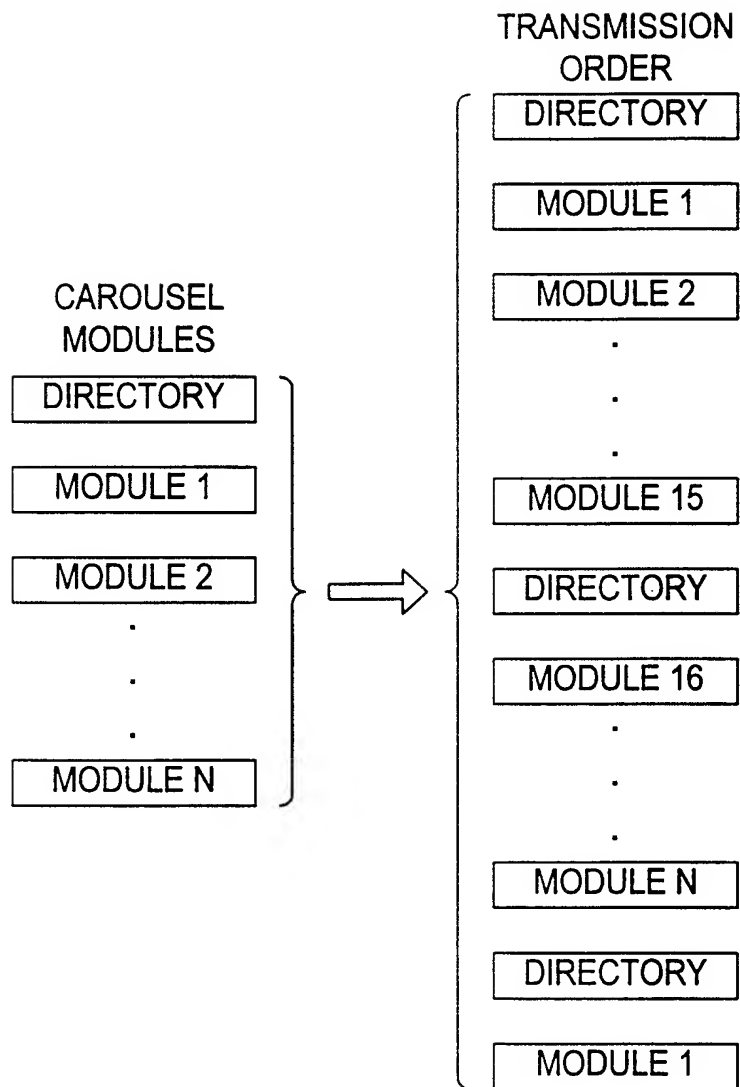 CAROUSEL
MODULES
DIRECTORY
MODULE 1
MODULE 2
MODULE N
TRANSMISSION
ORDER
DIRECTORY
MODULE 1
MODULE 2
MODULE 15
DIRECTORY
MODULE 16
MODULE N
DIRECTORY
MODULE 1